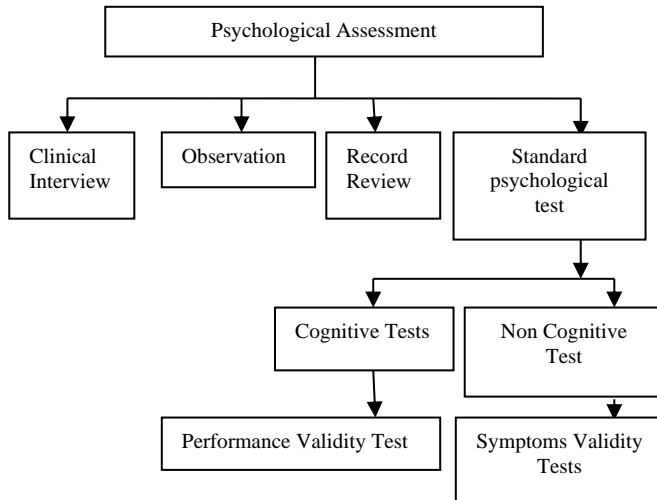 Psychological Assessment
Clinical
Interview
Observation
Record
Review
Standard
psychological
test
Cognitive Tests
Non Cognitive
Test
Performance Validity Test
Symptoms Validity
Tests